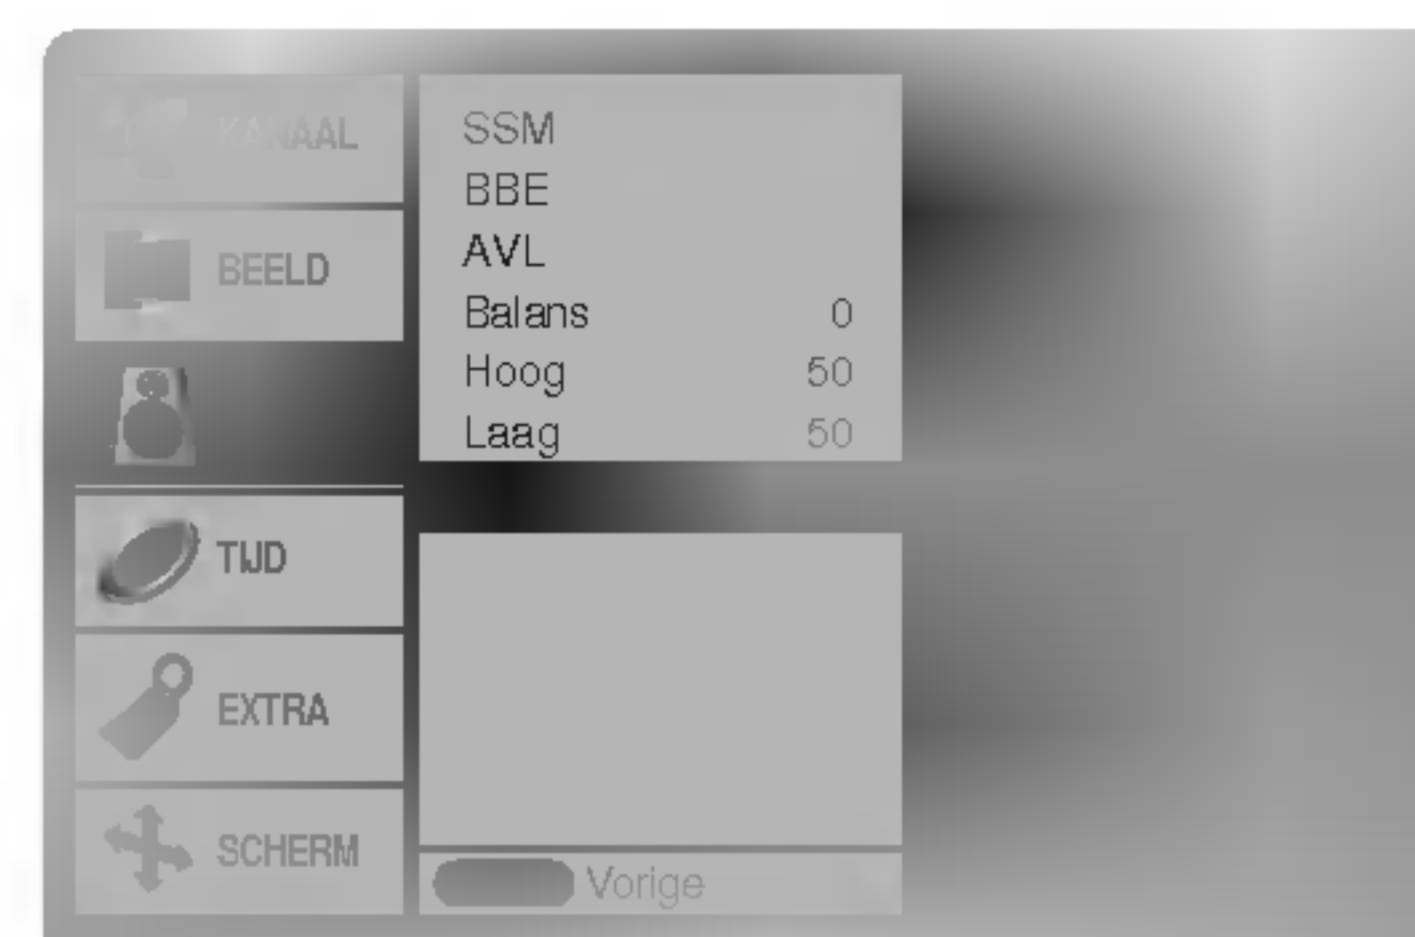 KANAAL
BEELD
TIJD
EXTRA
SCHERM
SSM
BBE
AVL
Balans 0
Hoog 50
Laag 50
Vorige